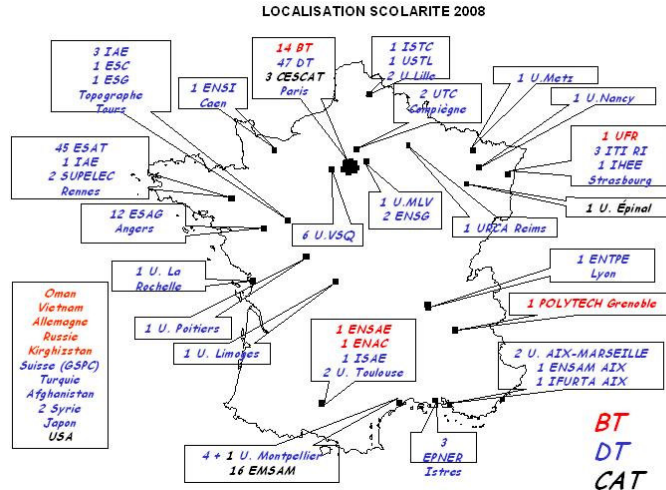 LOCALISATION SCOLARITE 2008
3 IAE
1 ESC
1 ESG
Topographe
Tours
1 ENSI
Caen
14 BT
47 DT
3 CESCAT
Paris
1 ISTC
1 USTL
2 U.Lille
2 UTC
Compiègne
1 U.Metz
1 U.Nancy
1 UFR
3 ITI RI
1 IHEE
Strasbourg
45 ESAT
1 IAE
2 SUPELEC
Rennes
12 ESAG
Angers
6 U.VSQ
1 U.MLV
2 ENSG
1 URCA Reims
1 U. Épinal
1 U. La
Rochelle
1 ENTPE
Lyon
Oman
Vietnam
Allemagne
Russie
Kirghizstan
Suisse (GSPC)
Turquie
Afghanistan
2 Syrie
Japon
USA
1 U. Poitiers
1 U. Limoges
1 ENSAE
1 ENAC
1 ISAE
2 U. Toulouse
1 POLYTECH Grenoble
2 U. AIX-MARSEILLE
1 ENSAM AIX
1 IFURTA AIX
4 + 1 U. Montpellier
16 EMSAM
3
EPNER
Istres
BT
DT
CAT